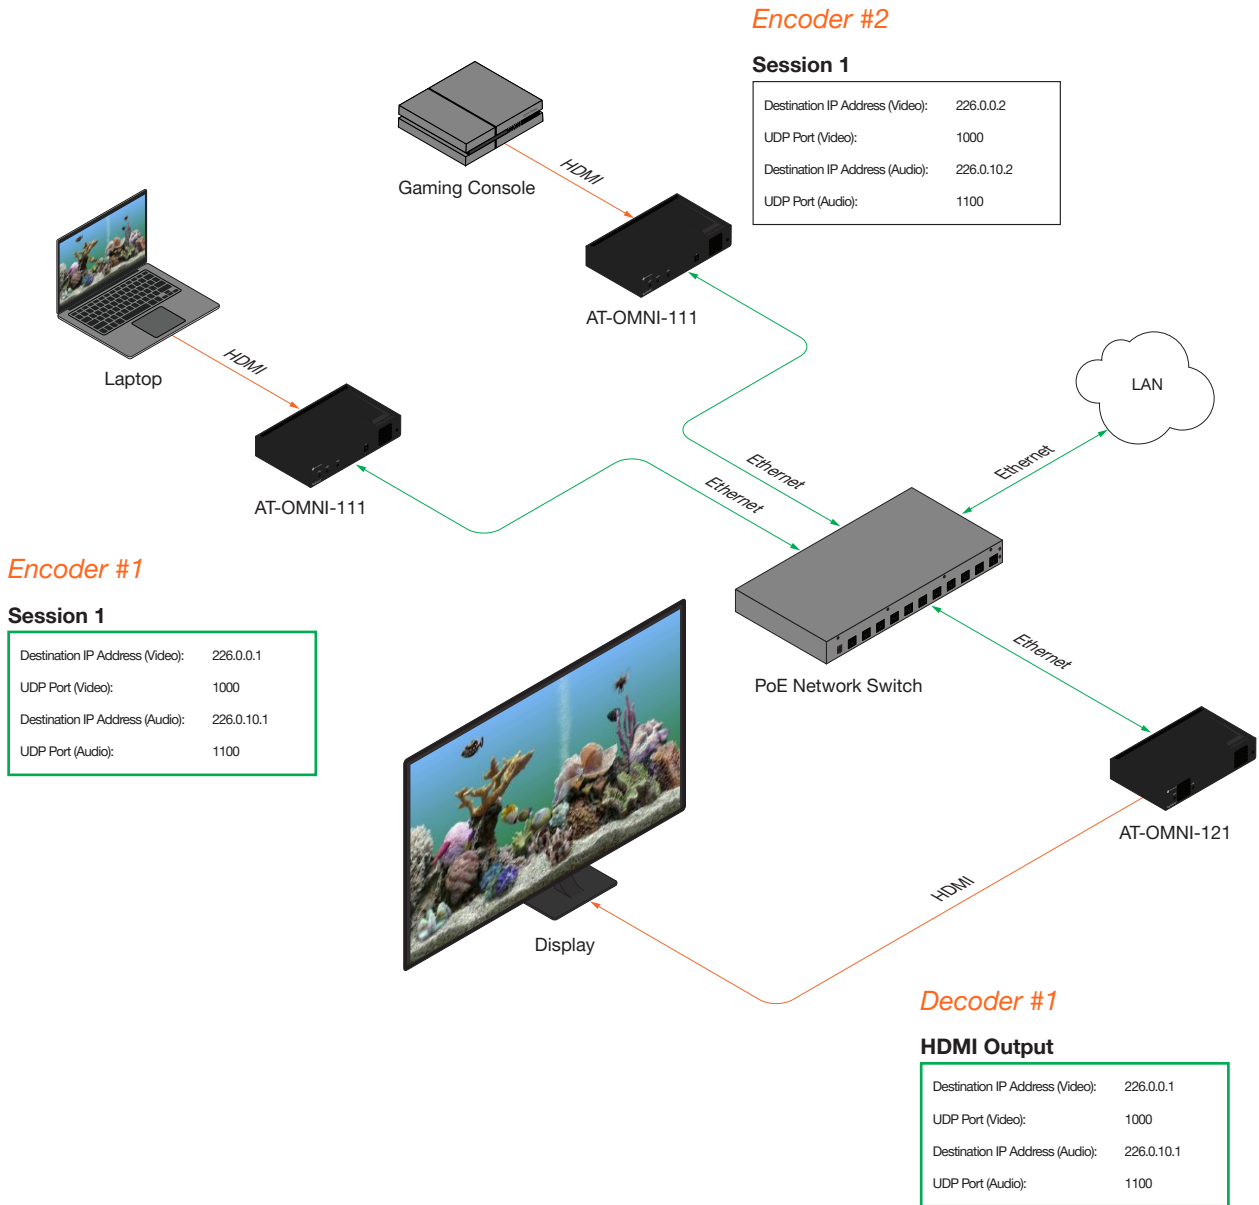 Encoder #2
Session 1
Destination IP Address (Video): 226.0.0.2
UDP Port (Video): 1000
Destination IP Address (Audio): 226.0.10.2
UDP Port (Audio): 1100
HDMI
Gaming Console
AT-OMNI-111
HDMI
Laptop
AT-OMNI-111
LAN
Ethernet
Ethernet
Ethernet
Encoder #1
Session 1
Destination IP Address (Video): 226.0.0.1
UDP Port (Video): 1000
Destination IP Address (Audio): 226.0.10.1
UDP Port (Audio): 1100
PoE Network Switch
Ethernet
AT-OMNI-121
HDMI
Display
Decoder #1
HDMI Output
Destination IP Address (Video): 226.0.0.1
UDP Port (Video): 1000
Destination IP Address (Audio): 226.0.10.1
UDP Port (Audio): 1100